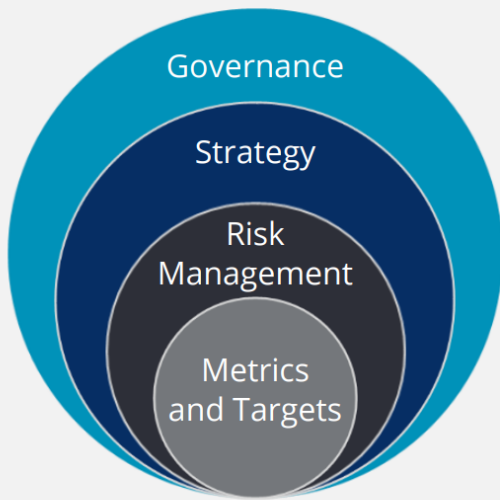 Governance
Strategy
Risk
Management
Metrics
and Targets